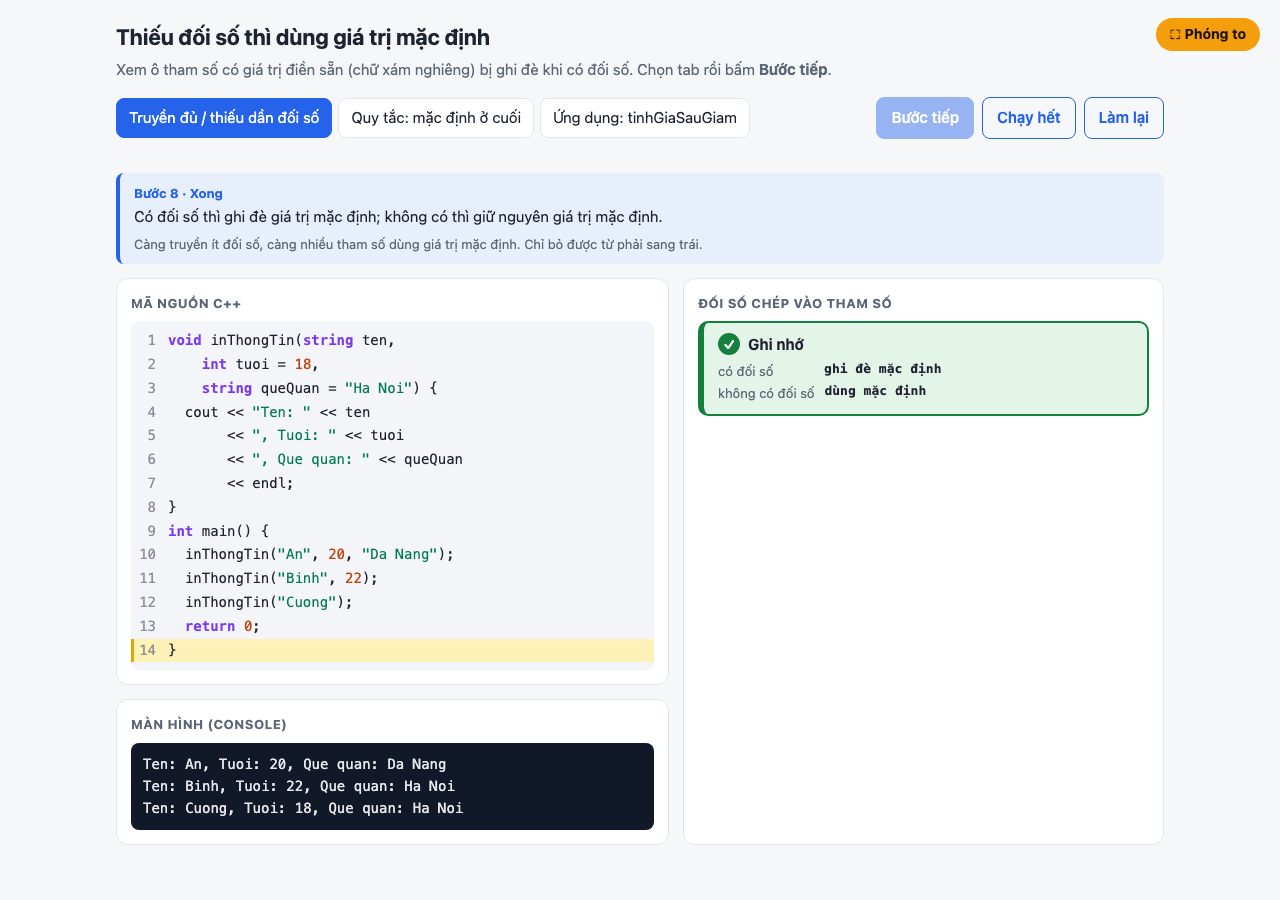 Thiếu đối số thì dùng giá trị mặc định
Phóng to
Xem ô tham số có giá trị điền sẵn (chữ xám nghiêng) bị ghi đè khi có đối số. Chọn tab rồi bấm Bước tiếp.
Truyền đủ / thiếu dần đối số
Quy tắc: mặc định ở cuối
Ứng dụng: tinhGiaSauGiam
Bước tiếp
Chạy hết
Làm lại
Bước 8 · Xong
Có đối số thì ghi đè giá trị mặc định; không có thì giữ nguyên giá trị mặc định.
Càng truyền ít đối số, càng nhiều tham số dùng giá trị mặc định. Chỉ bỏ được từ phải sang trái.
MÃ NGUỒN C++
1 void inThongTin(string ten,
2     int tuoi = 18,
3     string queQuan = "Ha Noi") {
4   cout << "Ten: " << ten
5        << ", Tuoi: " << tuoi
6        << ", Que quan: " << queQuan
7        << endl;
8 }
9 int main() {
10   inThongTin("An", 20, "Da Nang");
11   inThongTin("Binh", 22);
12   inThongTin("Cuong");
13   return 0;
14 }
MÀN HÌNH (CONSOLE)
Ten: An, Tuoi: 20, Que quan: Da Nang
Ten: Binh, Tuoi: 22, Que quan: Ha Noi
Ten: Cuong, Tuoi: 18, Que quan: Ha Noi
ĐỐI SỐ CHÉP VÀO THAM SỐ
Ghi nhớ
có đối số ghi đè mặc định
không có đối số dùng mặc định